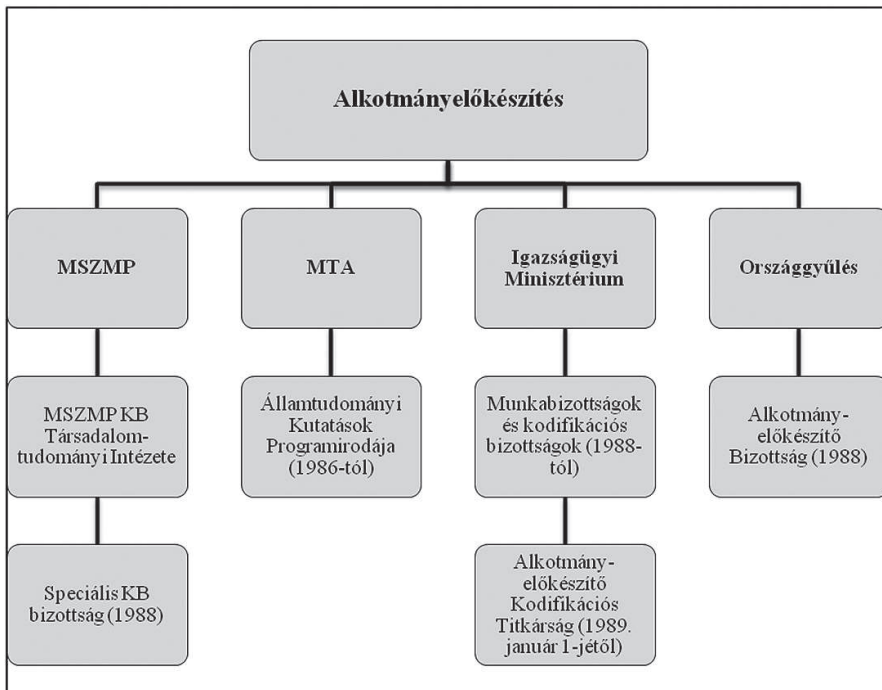 Alkotmányelőkészítés
MSZMP
MTA
Igazságügyi
Minisztérium
Országgyűlés
MSZMP KB
Társadalom-
tudományi Intézete
Államtudományi
Kutatások
Programirodája
(1986-tól)
Munkabizottságok
és kodifikációs
bizottságok (1988-
tól)
Alkotmány-
előkészítő
Bizottság (1988)
Speciális KB
bizottság (1988)
Alkotmány-
előkészítő
Kodifikációs
Titkárság (1989.
január 1-jétől)